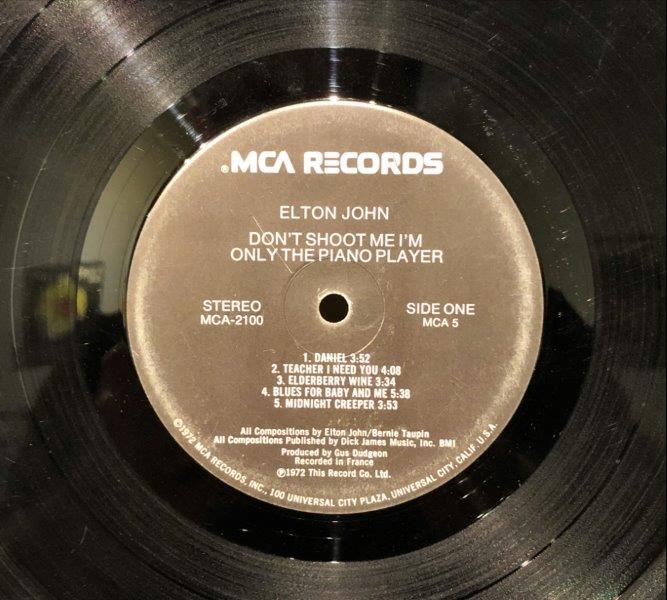 ®MCA RECORDS
ELTON JOHN
DON'T SHOOT ME I'M
ONLY THE PIANO PLAYER
STEREO
MCA-2100
SIDE ONE
MCA 5
1. DANIEL 3:52
2. TEACHER I NEED YOU 4:08
3. ELDERBERRY WINE 3:34
4. BLUES FOR BABY AND ME 5:38
5. MIDNIGHT CREEPER 3:53
All Compositions by Elton John/Bernie Taupin
All Compositions Published by Dick James Music, Inc. BMI
Produced by Gus Dudgeon
Recorded in France
℗1972 This Record Co. Ltd.
©1972 MCA RECORDS, INC., 100 UNIVERSAL CITY PLAZA, UNIVERSAL CITY, CALIF. U.S.A.